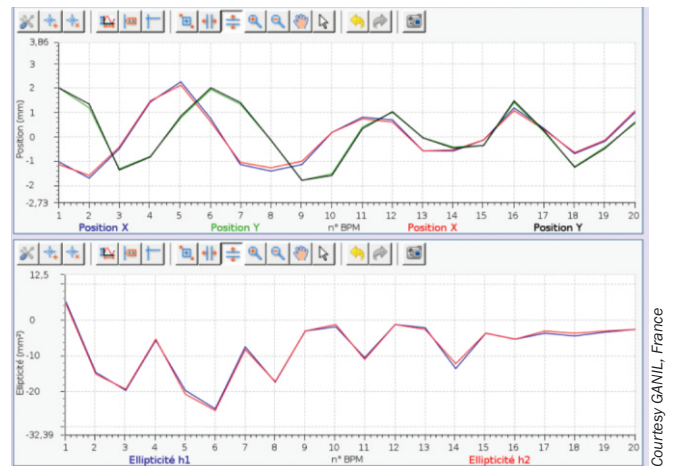 3,86
3
2
1
0
-1
-2
-2,73
Position (mm)
1 2 3 4 5 6 7 8 9 10 11 12 13 14 15 16 17 18 19 20
Position X Position Y n° BPM Position X Position Y
12,5
0
-10
-20
-32,39
Elipticité (mm²)
1 2 3 4 5 6 7 8 9 10 11 12 13 14 15 16 17 18 19 20
Ellipticité h1 n° BPM Ellipticité h2
Courtesy GANIL, France